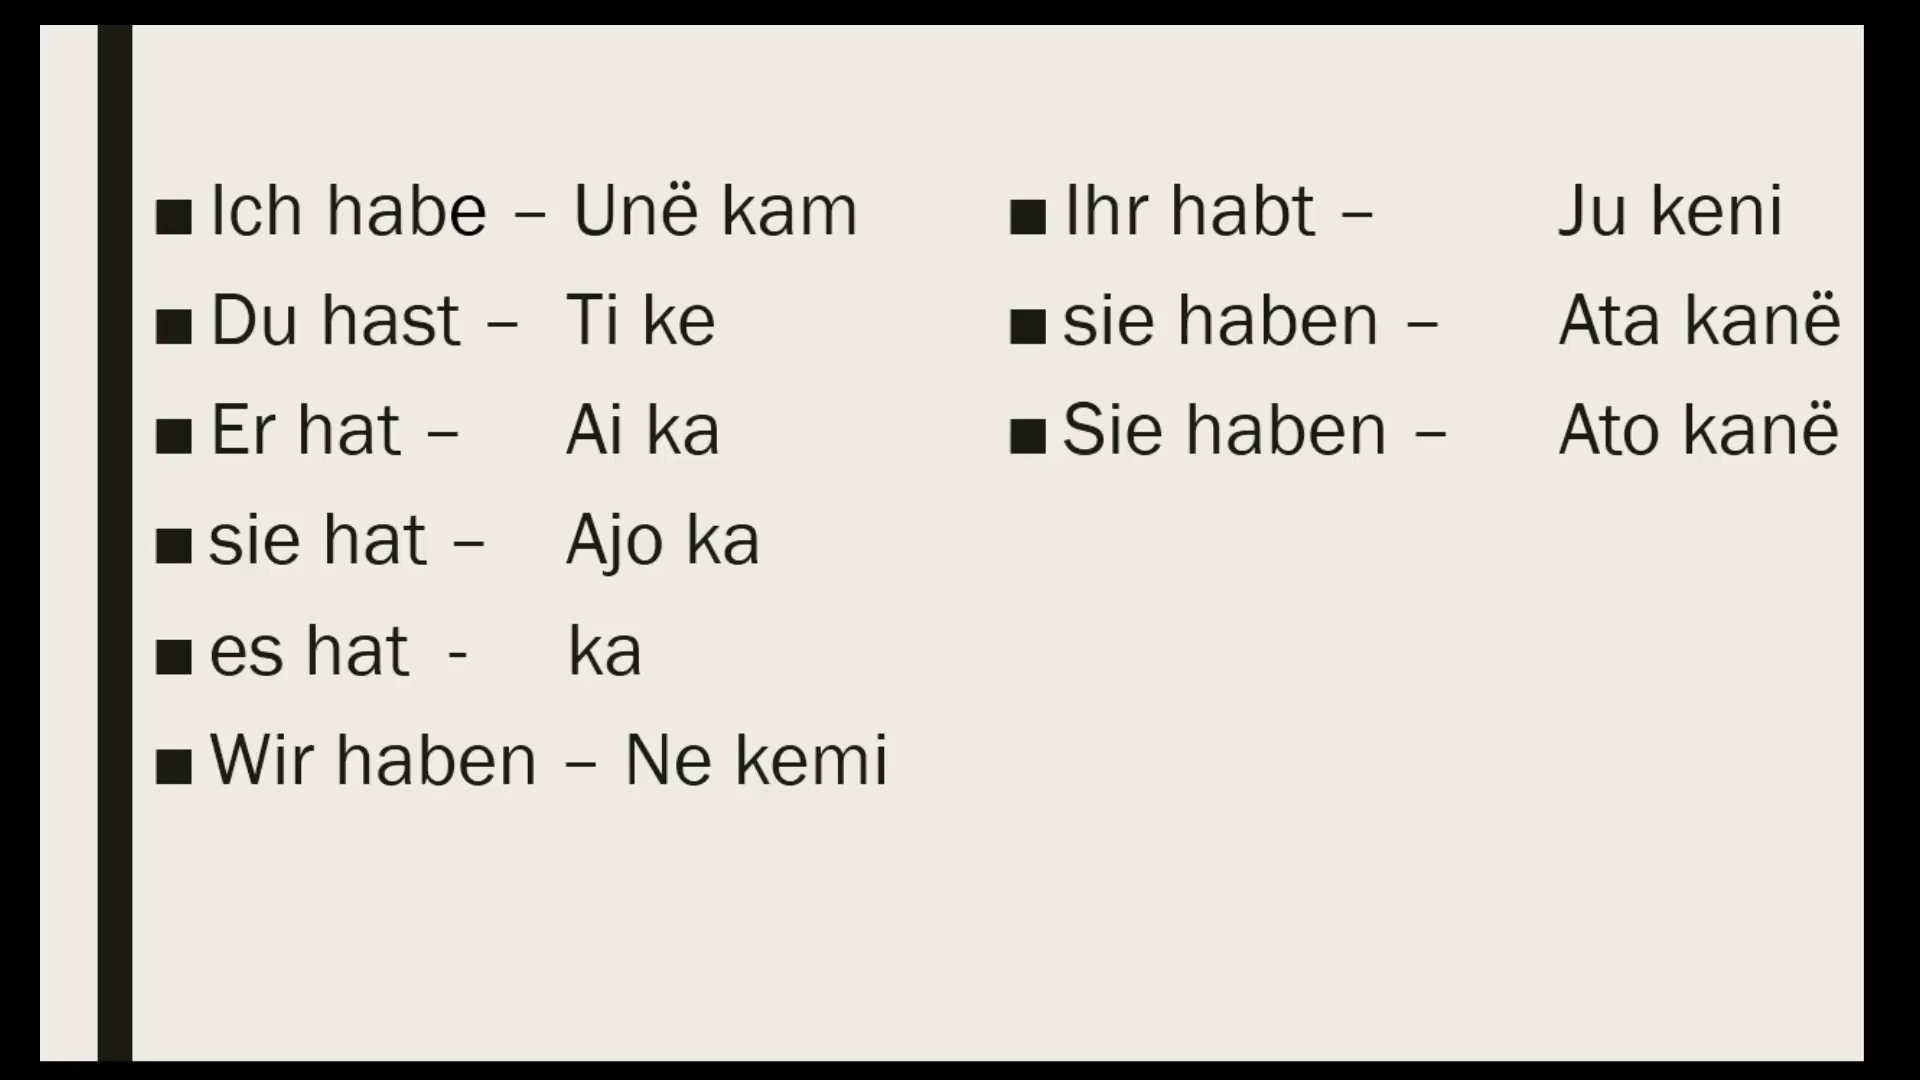 ■ Ich habe – Unë kam
■ Du hast – Ti ke
■ Er hat – Ai ka
■ sie hat – Ajo ka
■ es hat - ka
■ Wir haben – Ne kemi
■ Ihr habt – Ju keni
■ sie haben – Ata kanë
■ Sie haben – Ato kanë